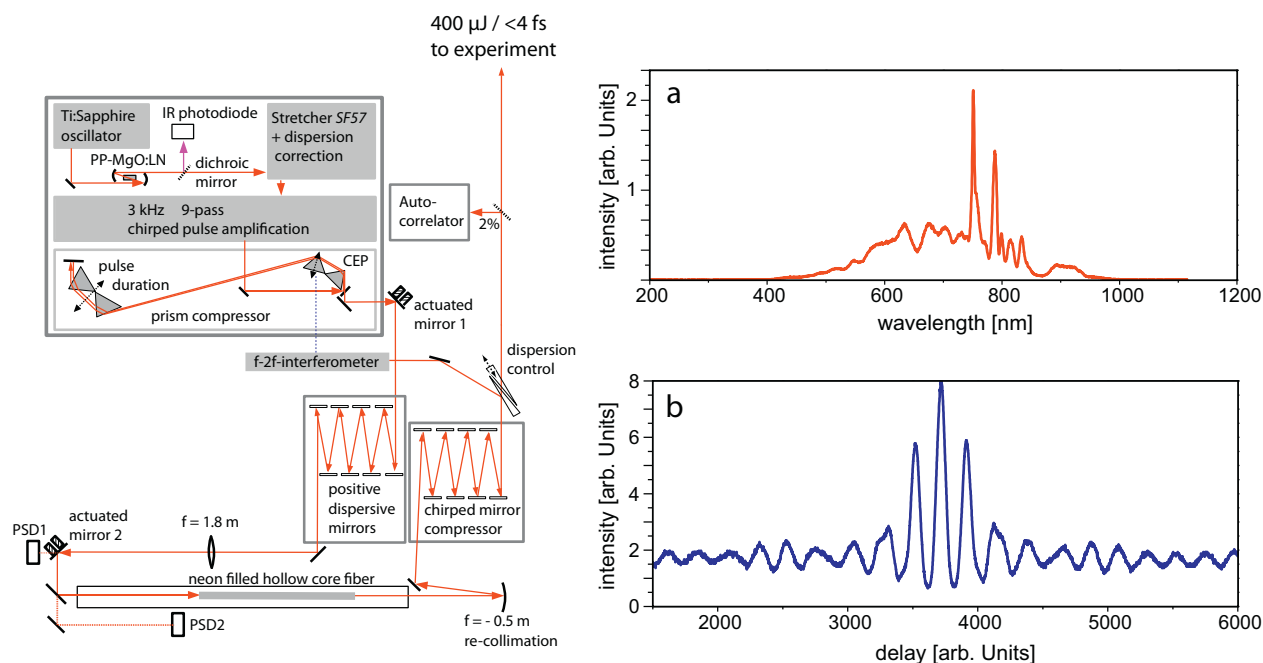 400 µJ / <4 fs
to experiment
Ti:Sapphire
oscillator
IR photodiode
Stretcher SF57
+ dispersion
correction
PP-MgO:LN
dichroic
mirror
3 kHz 9-pass
chirped pulse amplification
Auto-
correlator
2%
pulse
duration
CEP
prism compressor
actuated
mirror 1
f-2f-interferometer
dispersion
control
positive
dispersive
mirrors
chirped mirror
compressor
PSD1
actuated
mirror 2
f = 1.8 m
neon filled hollow core fiber
PSD2
f = - 0.5 m
re-collimation
a
intensity [arb. Units]
2
1
200
400
600
800
1000
1200
wavelength [nm]
b
intensity [arb. Units]
8
6
4
2
0
2000
3000
4000
5000
6000
delay [arb. Units]